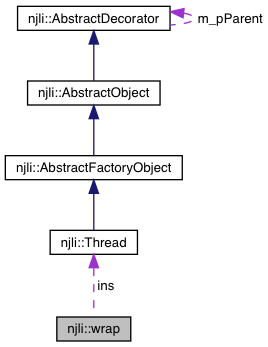 njli::AbstractDecorator
m_pParent
njli::AbstractObject
njli::AbstractFactoryObject
njli::Thread
ins
njli::wrap